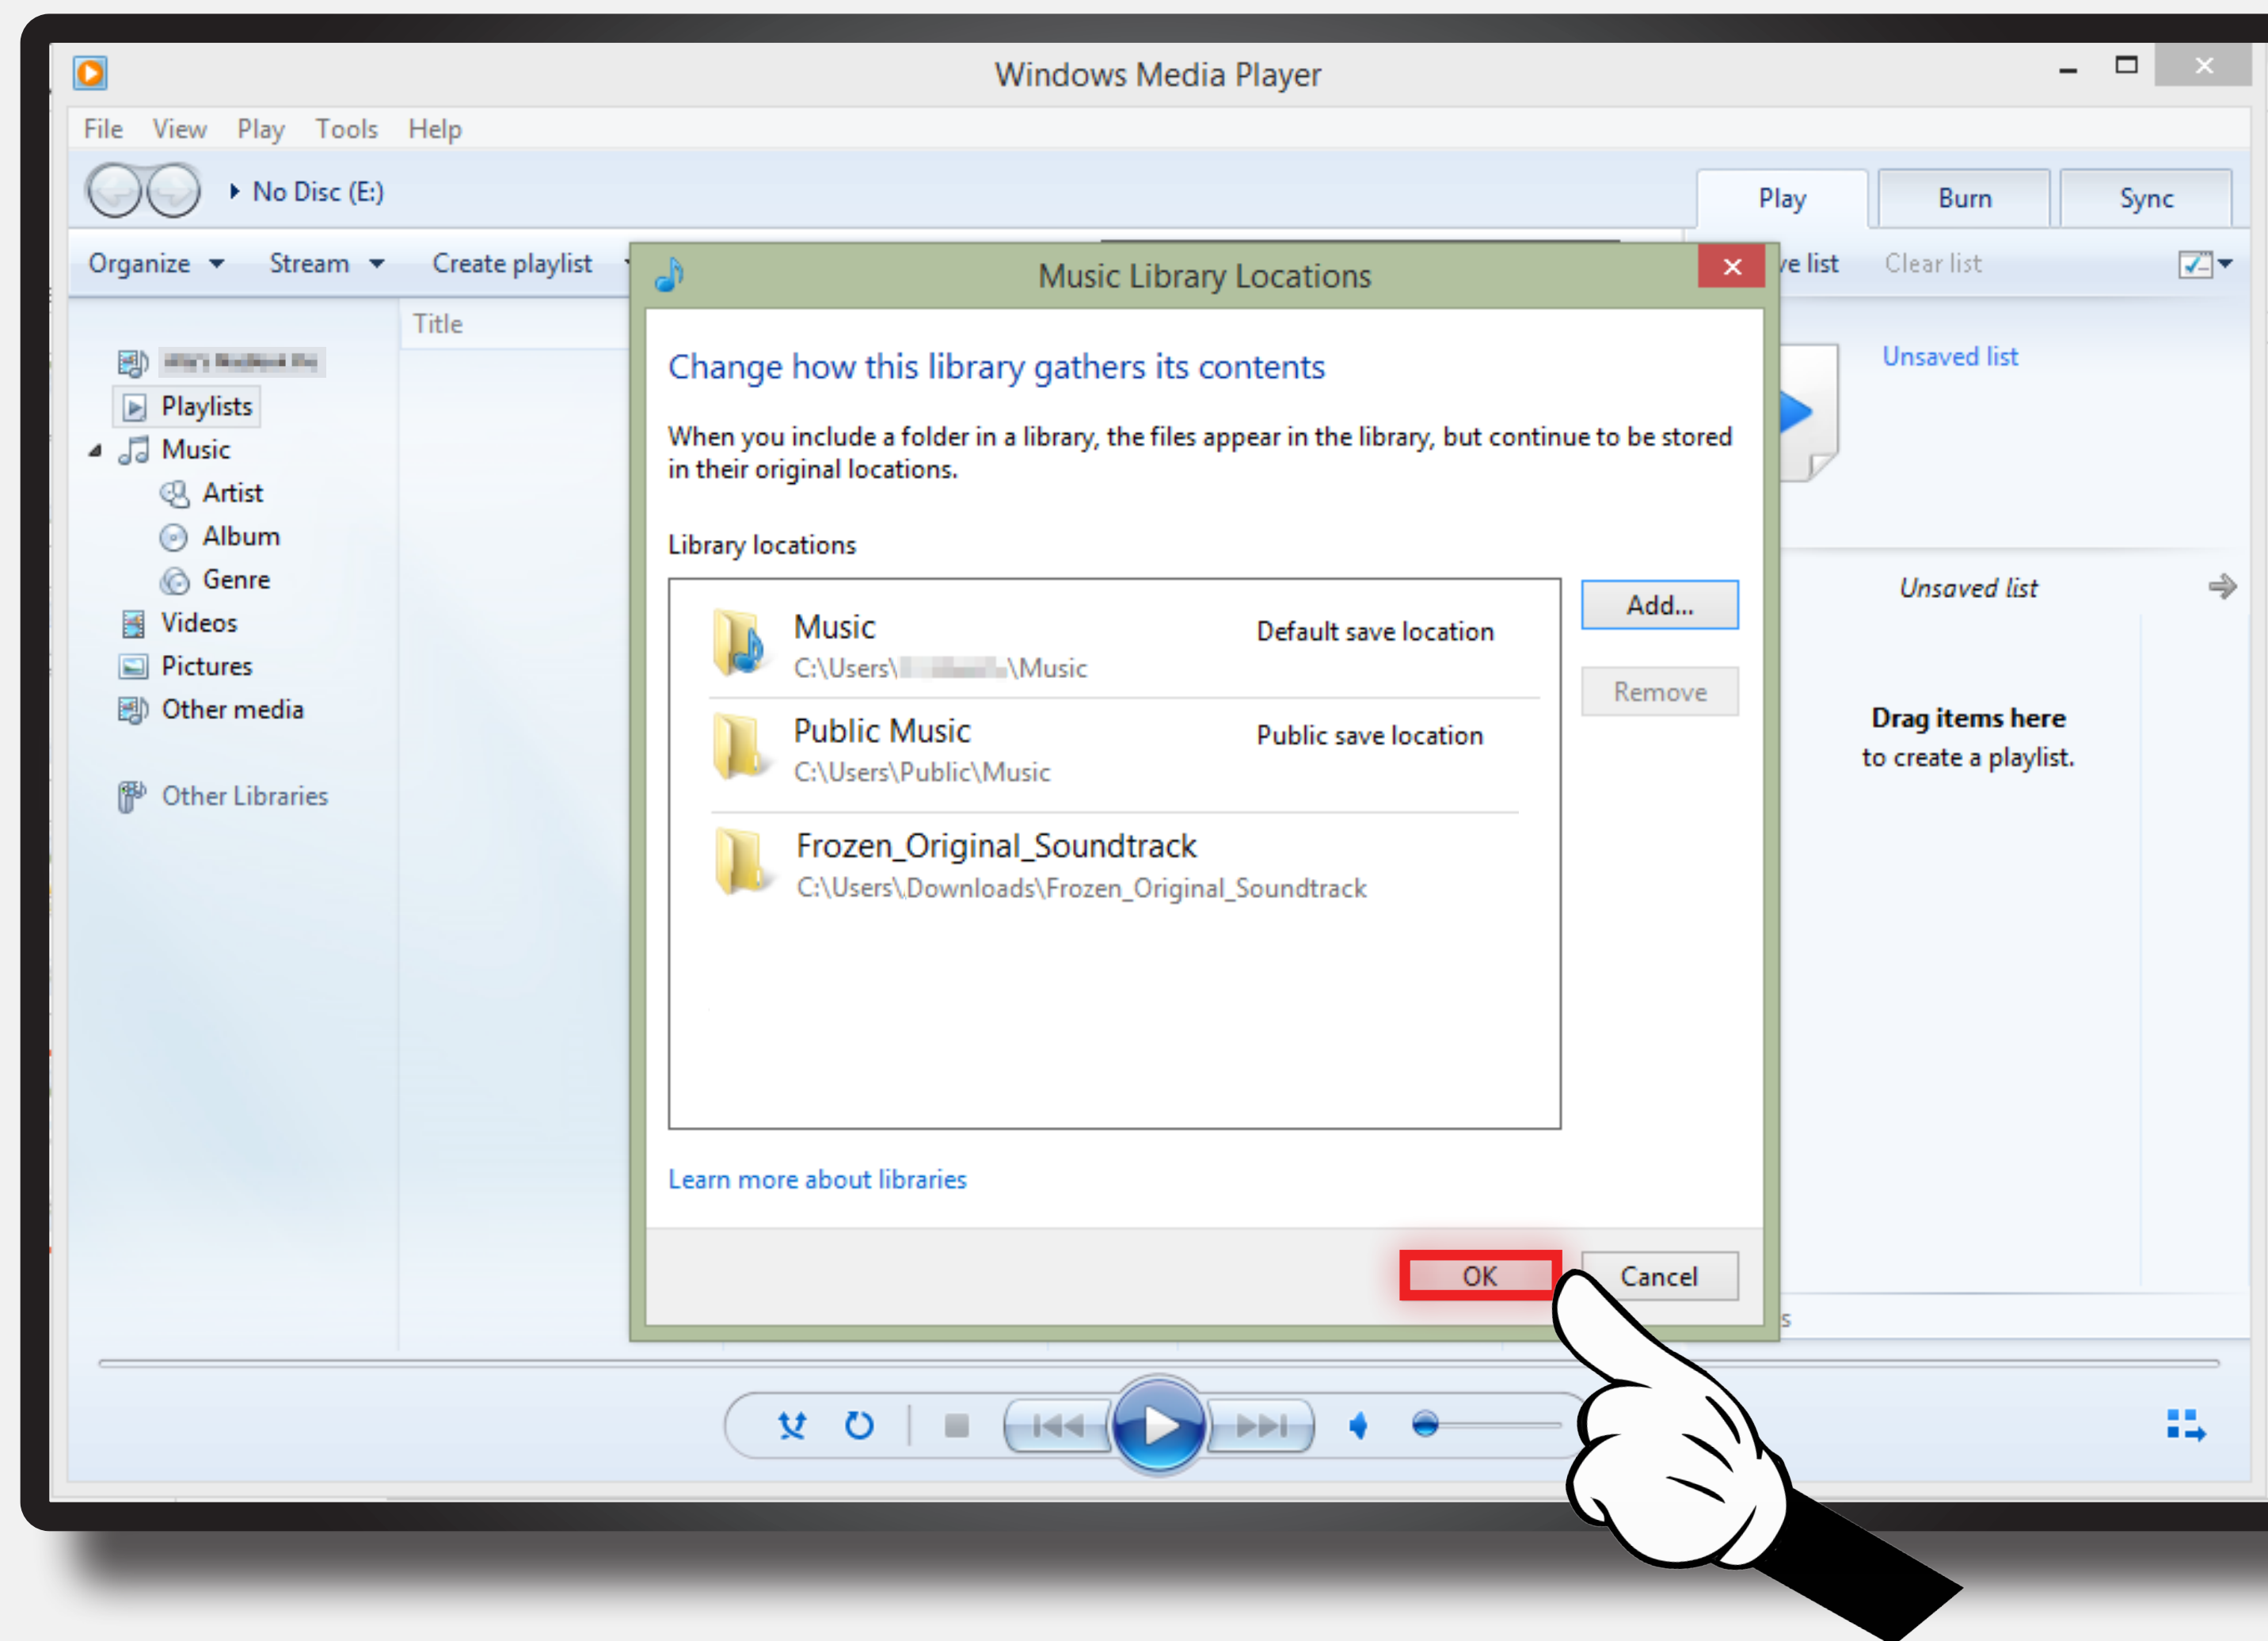 Windows Media Player
File View Play Tools Help
No Disc (E:)
Play Burn Sync
Organize Stream Create playlist
ve list Clear list
Title
Playlists
Music
Artist
Album
Genre
Videos
Pictures
Other media
Other Libraries
Music Library Locations
Change how this library gathers its contents
When you include a folder in a library, the files appear in the library, but continue to be stored
in their original locations.
Library locations
Music Default save location
C:\Users\ \Music
Public Music Public save location
C:\Users\Public\Music
Frozen_Original_Soundtrack
C:\Users\Downloads\Frozen_Original_Soundtrack
Add...
Remove
Learn more about libraries
OK Cancel
Unsaved list
Unsaved list
Drag items here
to create a playlist.
s